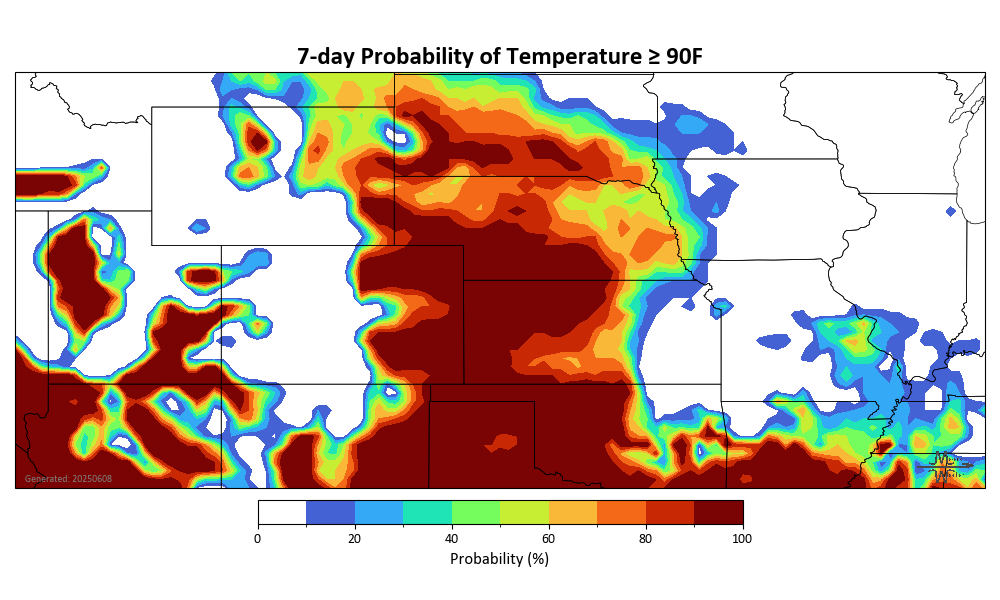 7-day Probability of Temperature ≥ 90F
Generated: 20250608
0 20 40 60 80 100
Probability (%)